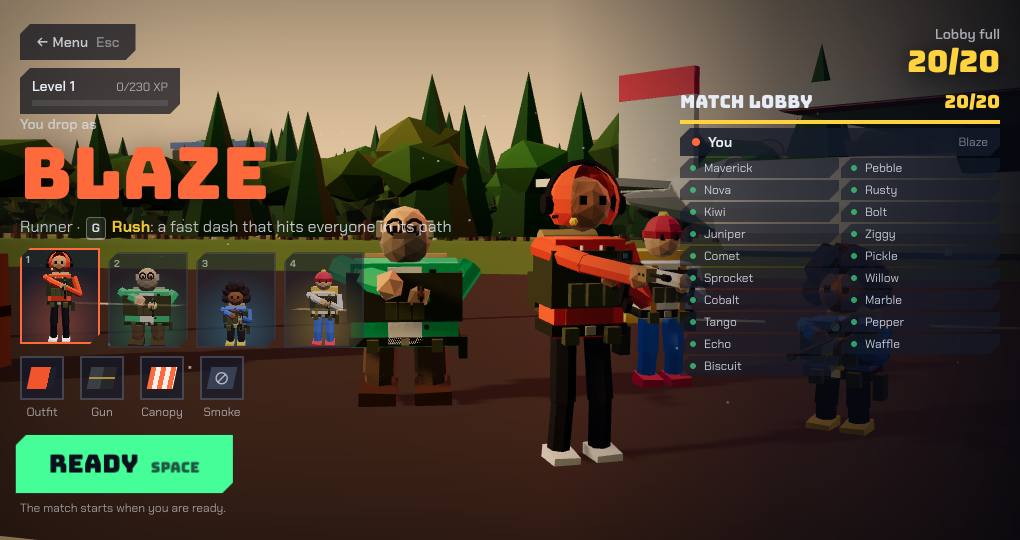 ← Menu Esc
Level 1 0/230 XP
You drop as
BLAZE
Runner · G Rush: a fast dash that hits everyone in its path
1 2 3 4
Outfit Gun Canopy Smoke
READY SPACE
The match starts when you are ready.
Lobby full
20/20
MATCH LOBBY 20/20
You Blaze
Maverick Pebble
Nova Rusty
Kiwi Bolt
Juniper Ziggy
Comet Pickle
Sprocket Willow
Cobalt Marble
Tango Pepper
Echo Waffle
Biscuit